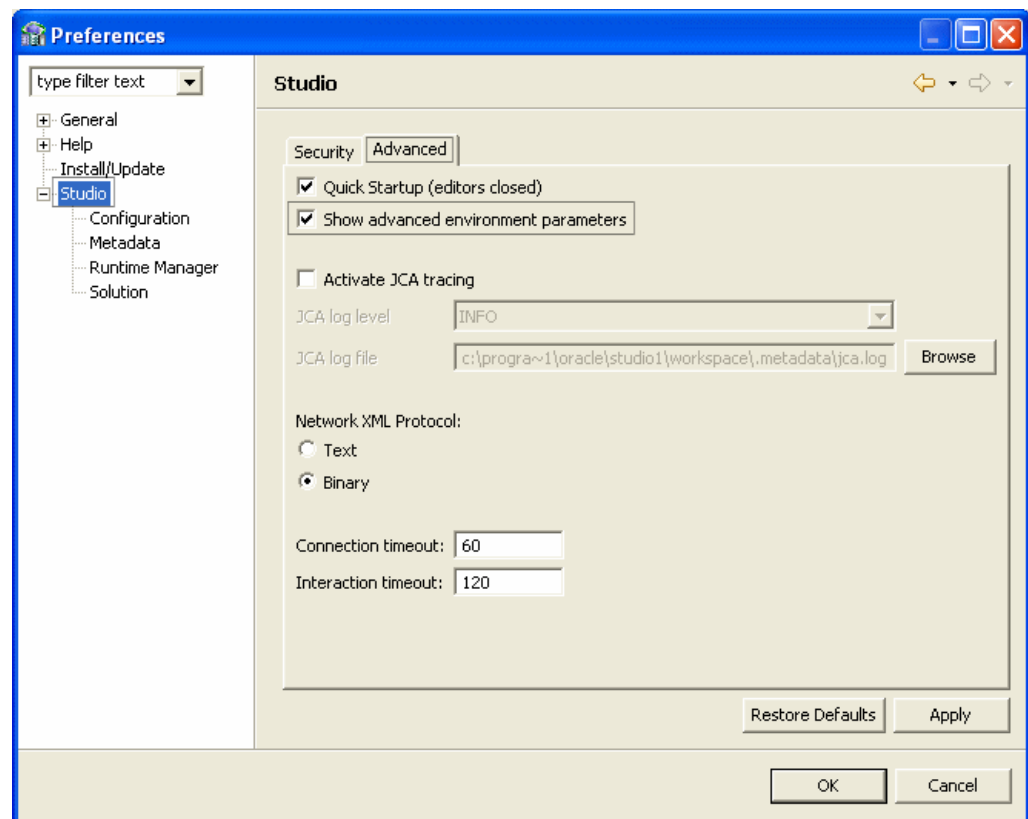 Preferences
type filter text
General
Help
Install/Update
Studio
Configuration
Metadata
Runtime Manager
Solution
Studio
Security
Advanced
Quick Startup (editors closed)
Show advanced environment parameters
Activate JCA tracing
JCA log level
INFO
JCA log file
c:\progra~1\oracle\studio1\workspace\.metadata\jca.log
Browse
Network XML Protocol:
Text
Binary
Connection timeout:
60
Interaction timeout:
120
Restore Defaults
Apply
OK
Cancel